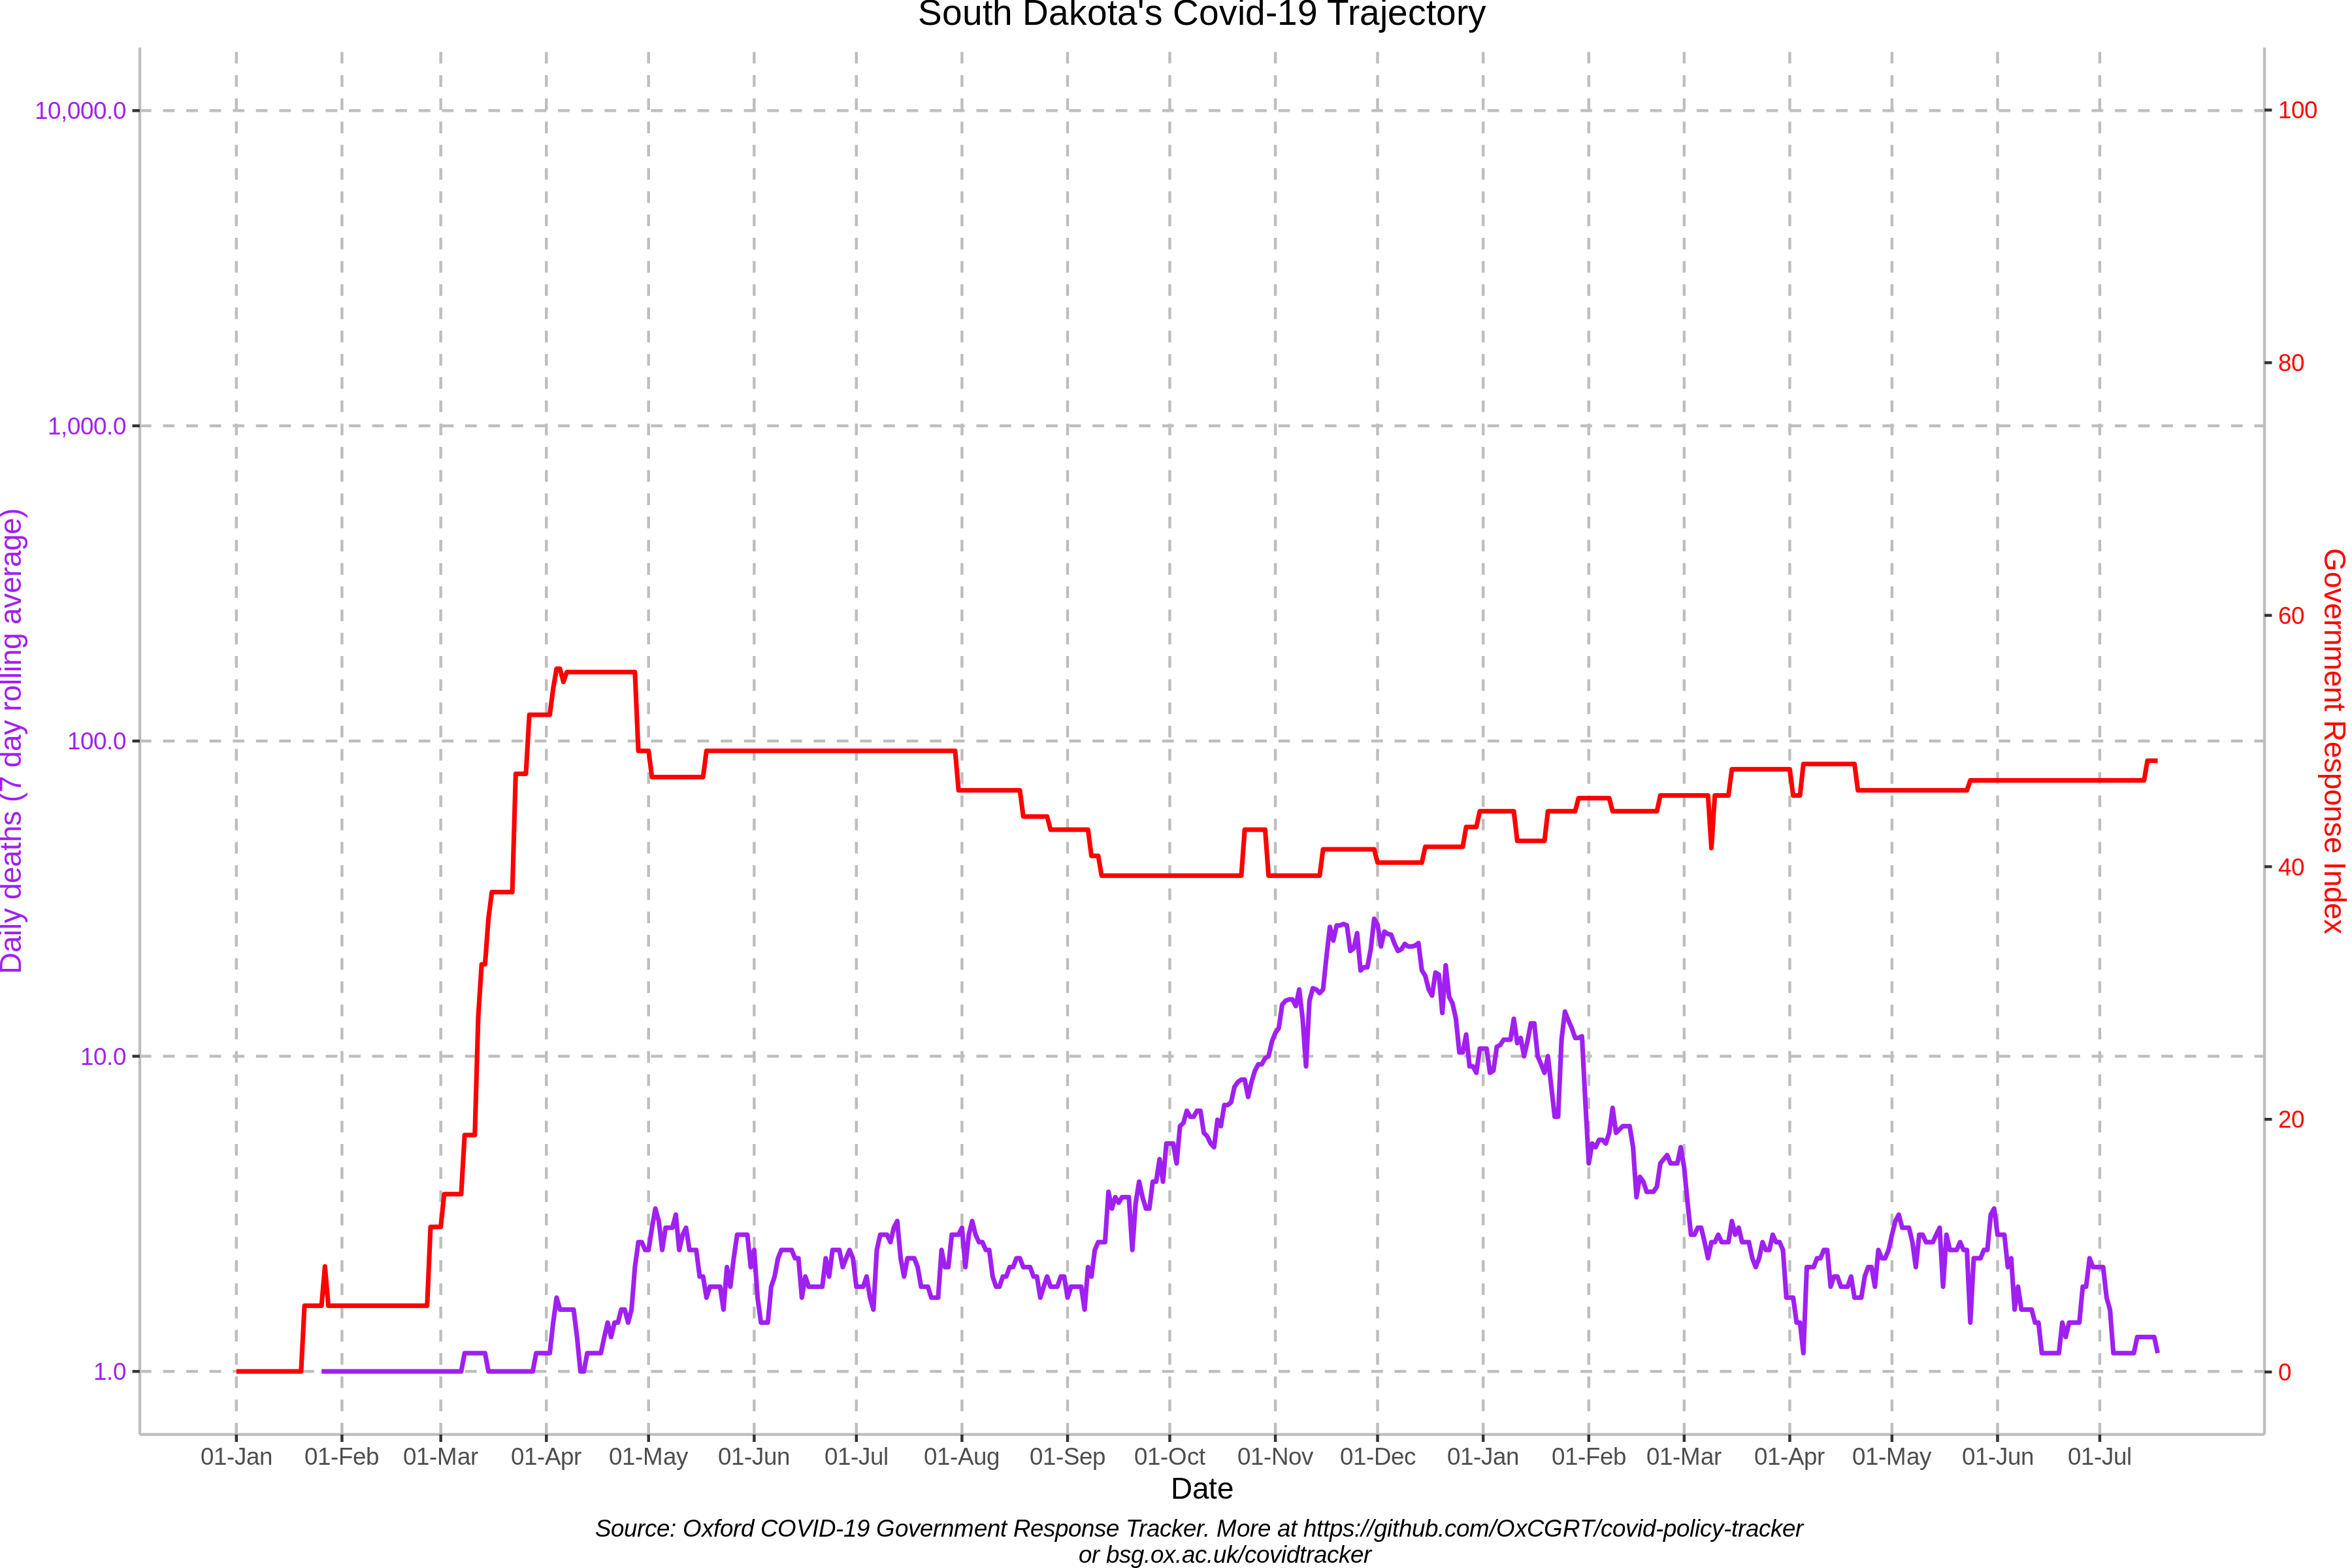 South Dakota's Covid-19 Trajectory
10,000.0
1,000.0
100.0
10.0
1.0
Daily deaths (7 day rolling average)
100
80
60
40
20
0
Government Response Index
01-Jan 01-Feb 01-Mar 01-Apr 01-May 01-Jun 01-Jul 01-Aug 01-Sep 01-Oct 01-Nov 01-Dec 01-Jan 01-Feb 01-Mar 01-Apr 01-May 01-Jun 01-Jul
Date
Source: Oxford COVID-19 Government Response Tracker. More at https://github.com/OxCGRT/covid-policy-tracker
or bsg.ox.ac.uk/covidtracker